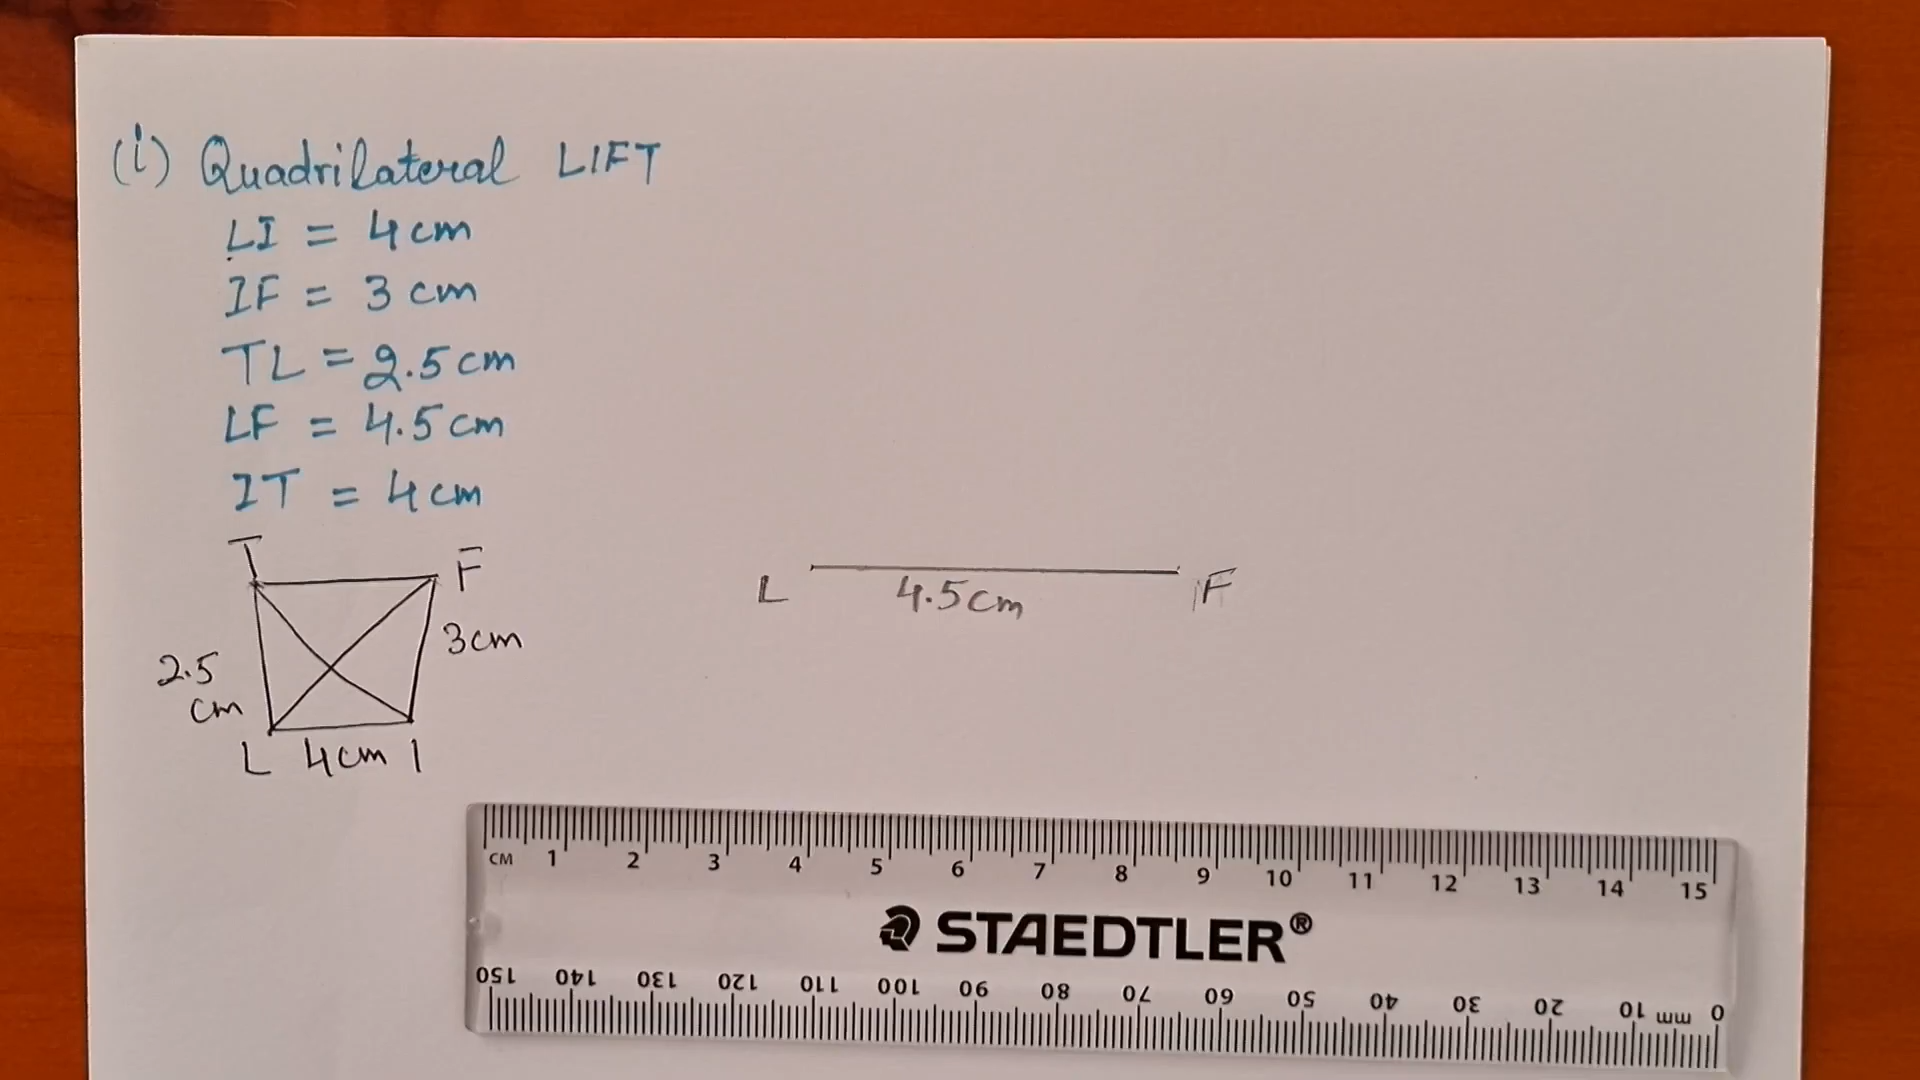 (i) Quadrilateral LIFT
LI = 4 cm
IF = 3 cm
TL = 2.5 cm
LF = 4.5 cm
IT = 4 cm
T F
3cm
2.5
cm
L 4cm I
L 4.5cm F
CM 1 2 3 4 5 6 7 8 9 10 11 12 13 14 15
STAEDTLER®
150 140 130 120 110 100 90 80 70 60 50 40 30 20 10 mm 0